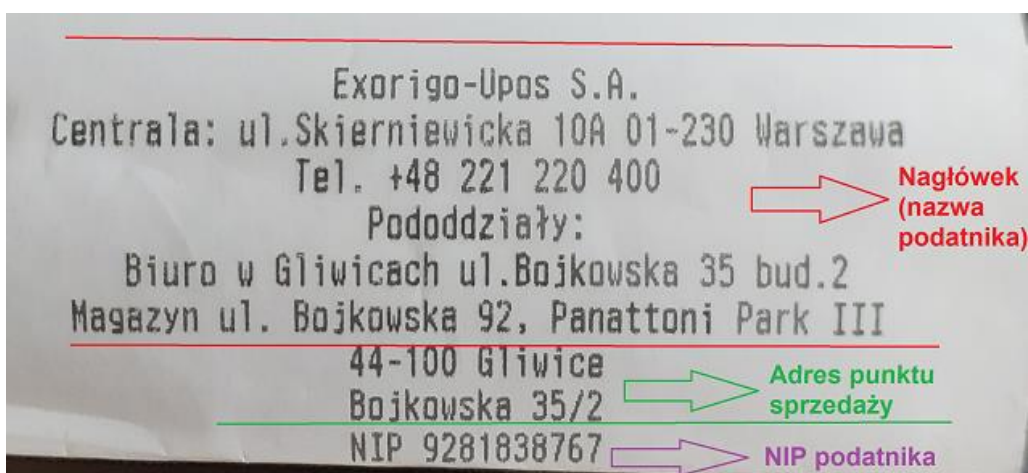 Exorigo-Upos S.A.
Centrala: ul.Skierniewicka 10A 01-230 Warszawa
Tel. +48 221 220 400
Pododdziały:
Biuro w Gliwicach ul.Bojkowska 35 bud.2
Magazyn ul. Bojkowska 92, Panattoni Park III
44-100 Gliwice
Bojkowska 35/2
NIP 9281838767
Nagłówek
(nazwa
podatnika)
Adres punktu
sprzedaży
NIP podatnika